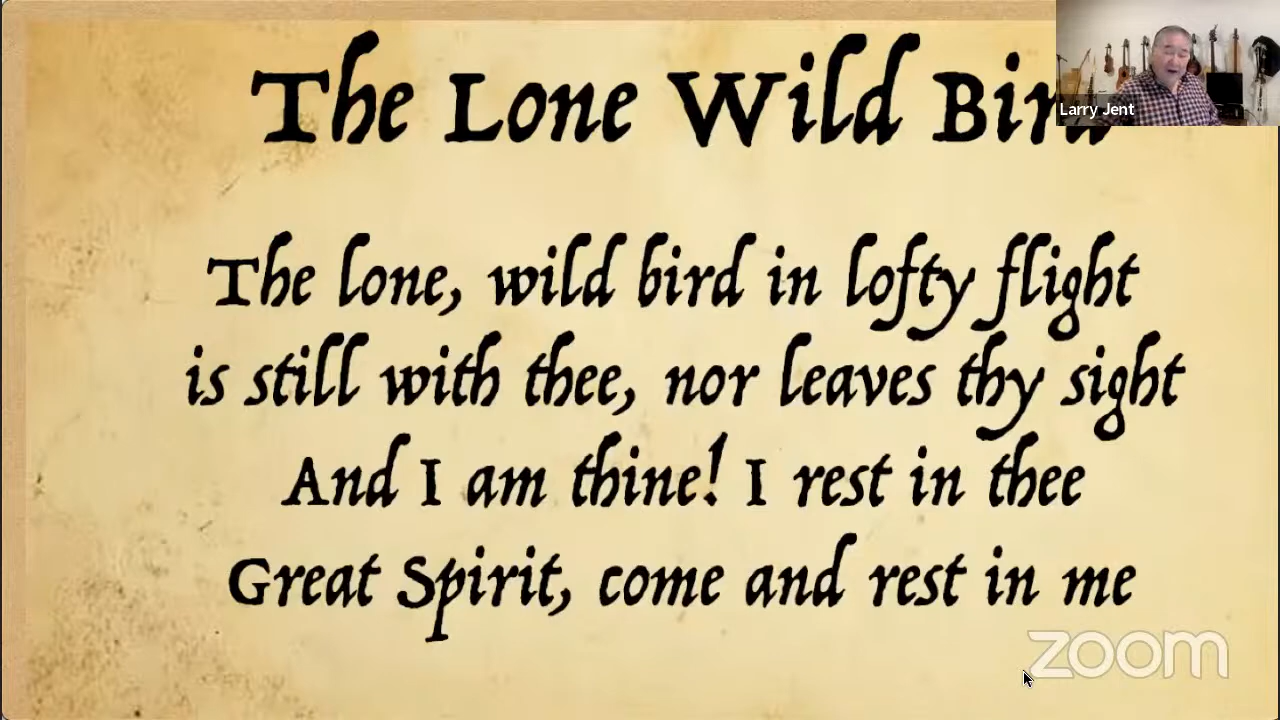 The Lone Wild Bird
Larry Jent
The lone, wild bird in lofty flight
is still with thee, nor leaves thy sight
And I am thine! I rest in thee
Great Spirit, come and rest in me
zoom